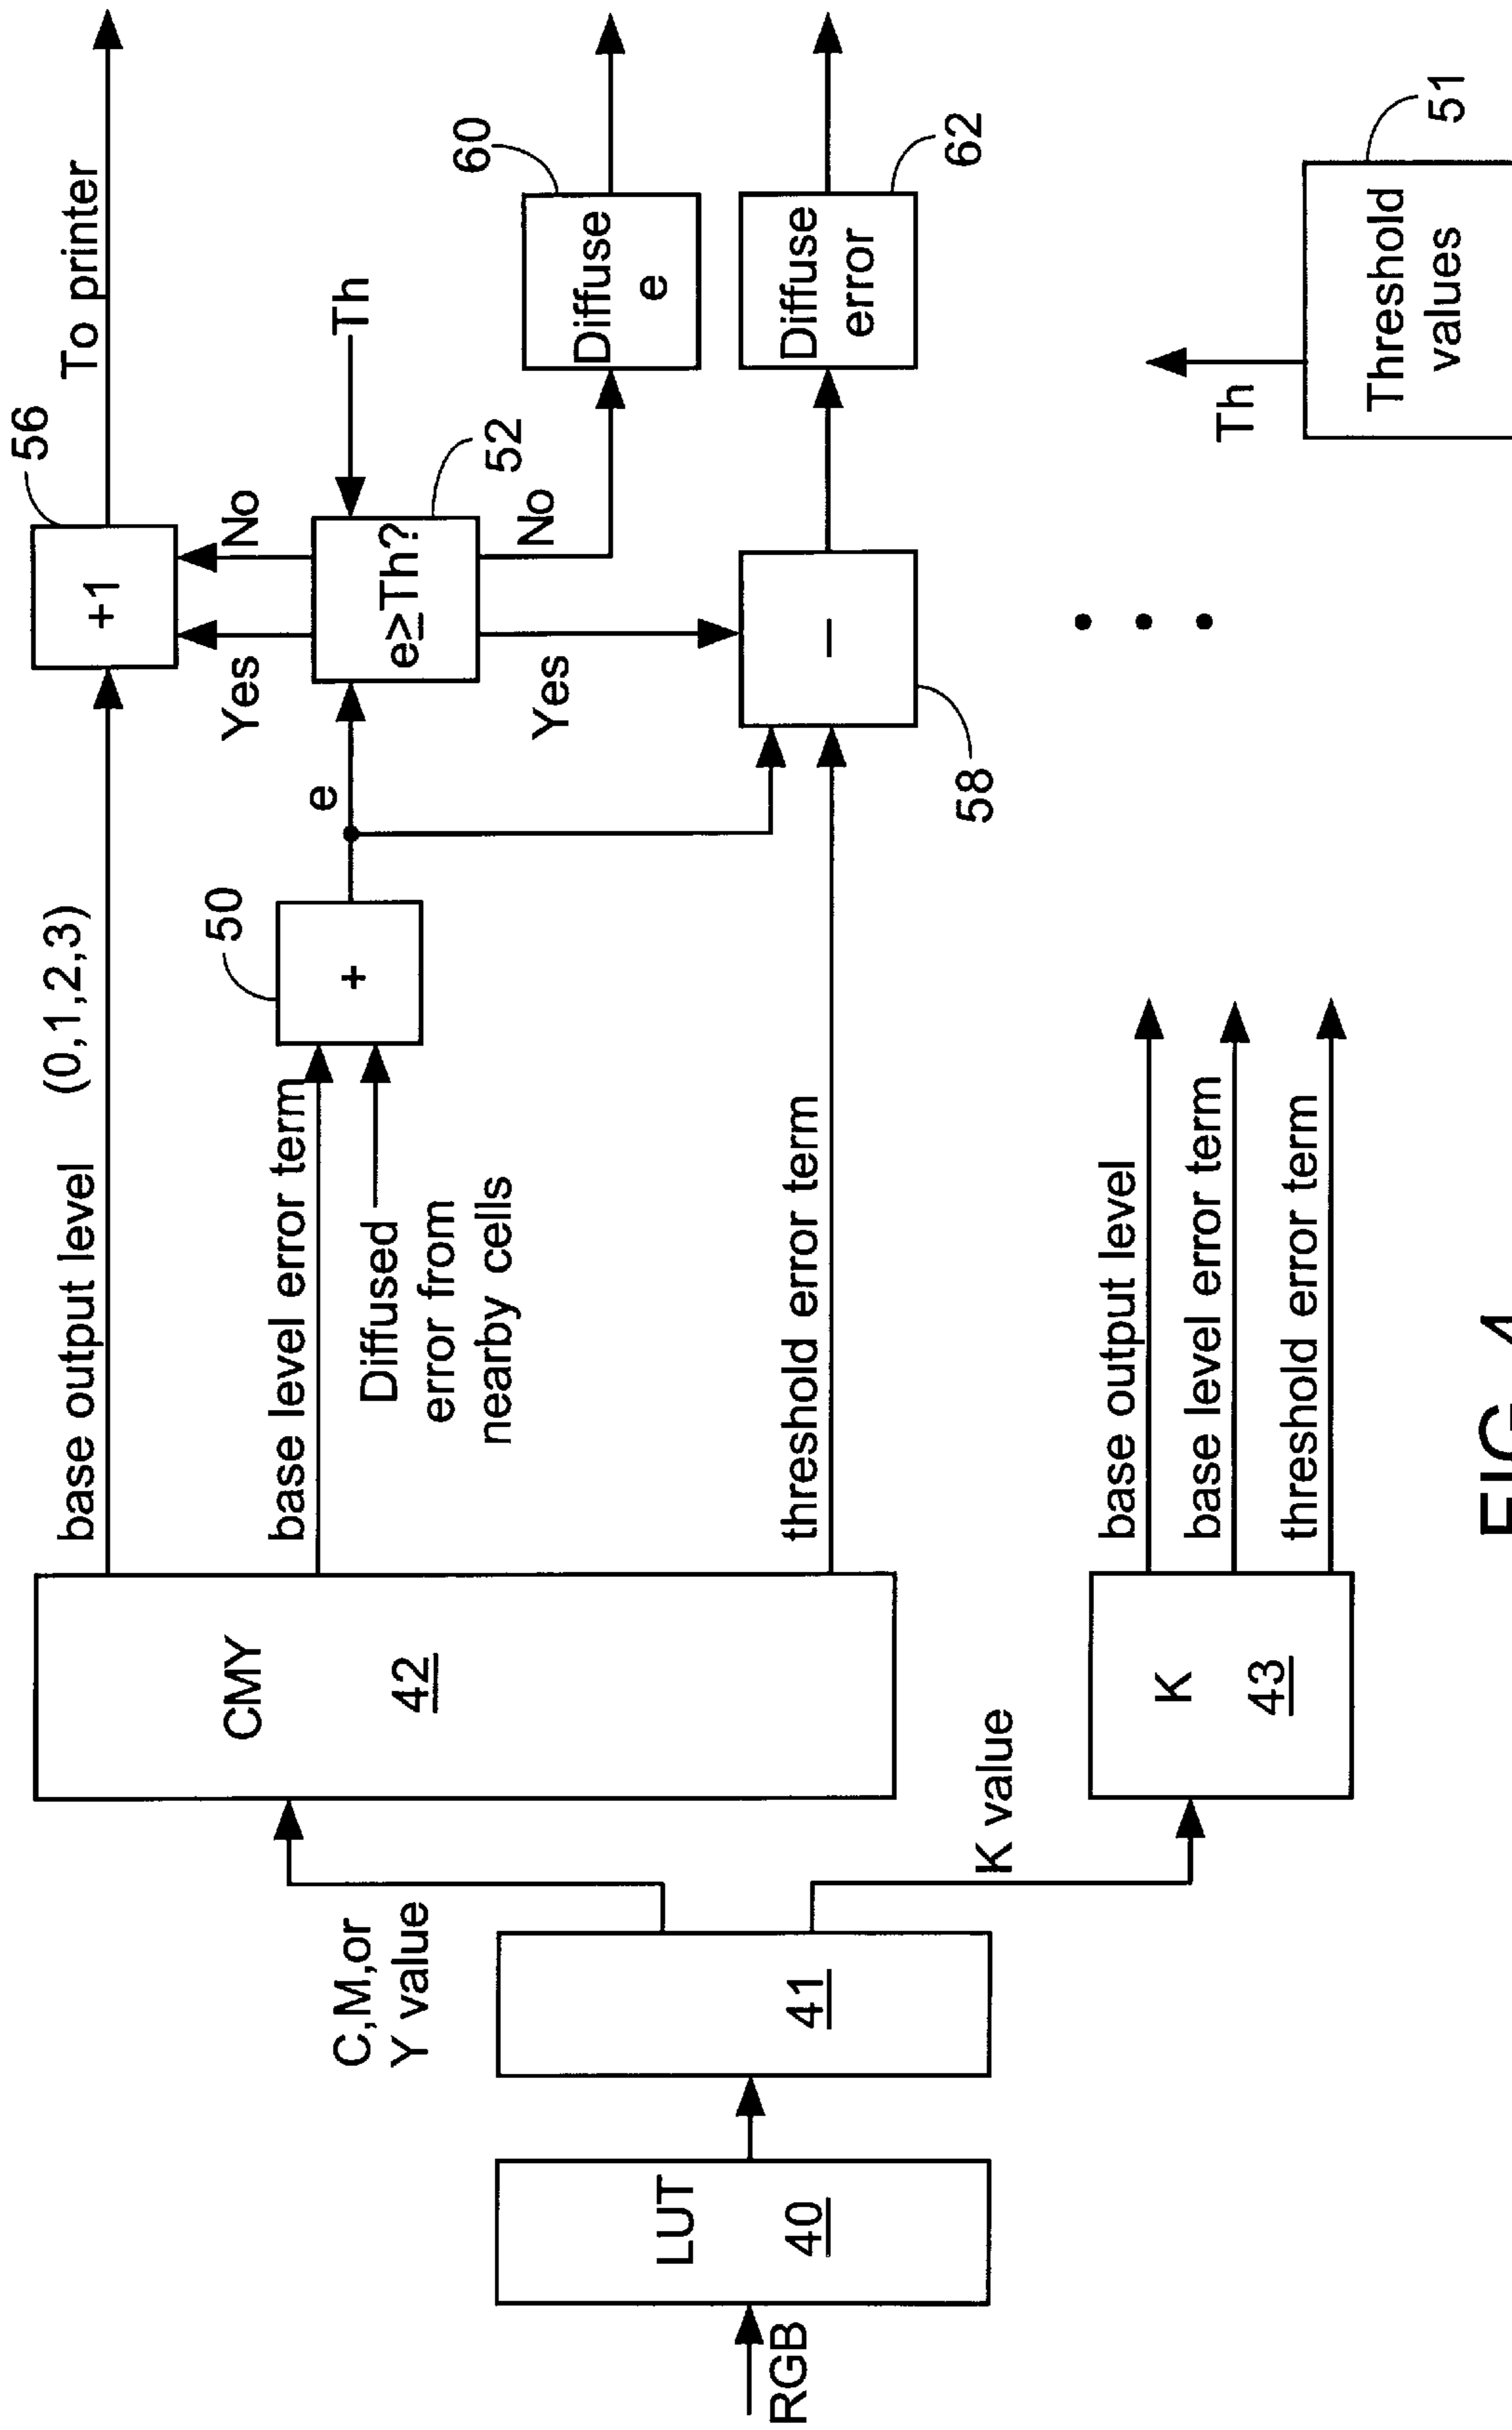 RGB
LUT
40
41
C,M,or
Y value
K value
CMY
42
K
43
base output level (0,1,2,3)
base level error term
Diffused
error from
nearby cells
threshold error term
base output level
base level error term
threshold error term
50
+
e
56
+1
To printer
Yes
No
e≥Th?
52
Th
Yes
No
58
–
60
Diffuse
e
62
Diffuse
error
Th
51
Threshold
values